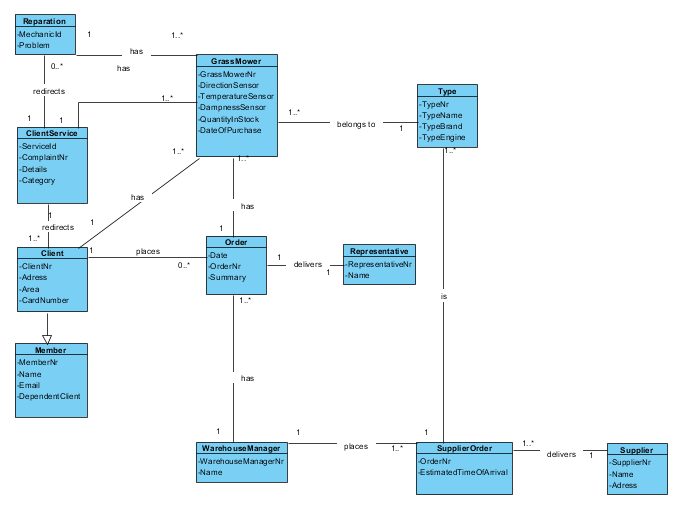 Reparation
-MechanicId
-Problem
1
1..*
has
has
0..*
redirects
1
1
1..*
GrassMower
-GrassMowerNr
-DirectionSensor
-TemperatureSensor
-DampnessSensor
-QuantityInStock
-DateOfPurchase
1..*
belongs to
1
Type
-TypeNr
-TypeName
-TypeBrand
-TypeEngine
1..*
ClientService
-ServiceId
-ComplaintNr
-Details
-Category
1..*
1..*
has
1
redirects
1..*
1
has
1
Client
-ClientNr
-Adress
-Area
-CardNumber
1
places
0..*
Order
-Date
-OrderNr
-Summary
1
delivers
1
Representative
-RepresentativeNr
-Name
1..*
is
Member
-MemberNr
-Name
-Email
-DependentClient
has
1
1
WarehouseManager
-WarehouseManagerNr
-Name
1
places
1..*
SupplierOrder
-OrderNr
-EstimatedTimeOfArrival
1..*
delivers
1
Supplier
-SupplierNr
-Name
-Adress